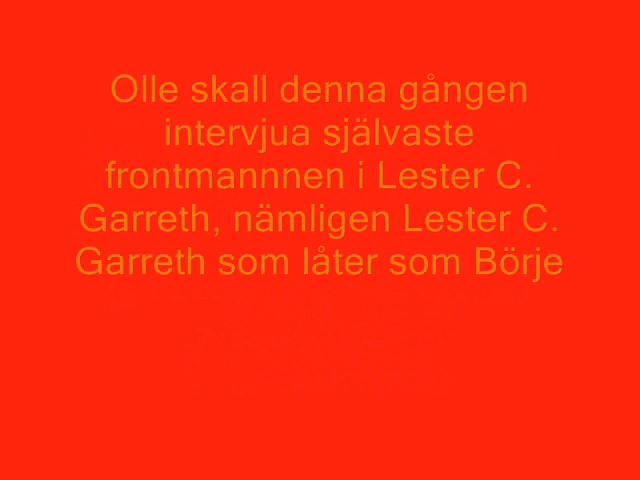 Olle skall denna gången
intervjua självaste
frontmannnen i Lester C.
Garreth, nämligen Lester C.
Garreth som låter som Börje